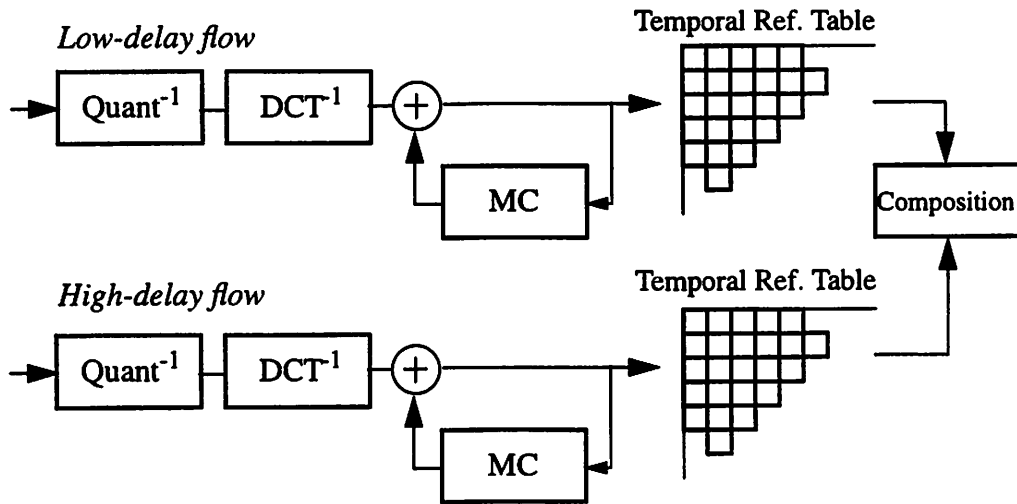 Temporal Ref. Table
Low-delay flow
Quant⁻¹
DCT⁻¹
+
MC
Composition
Temporal Ref. Table
High-delay flow
Quant⁻¹
DCT⁻¹
+
MC